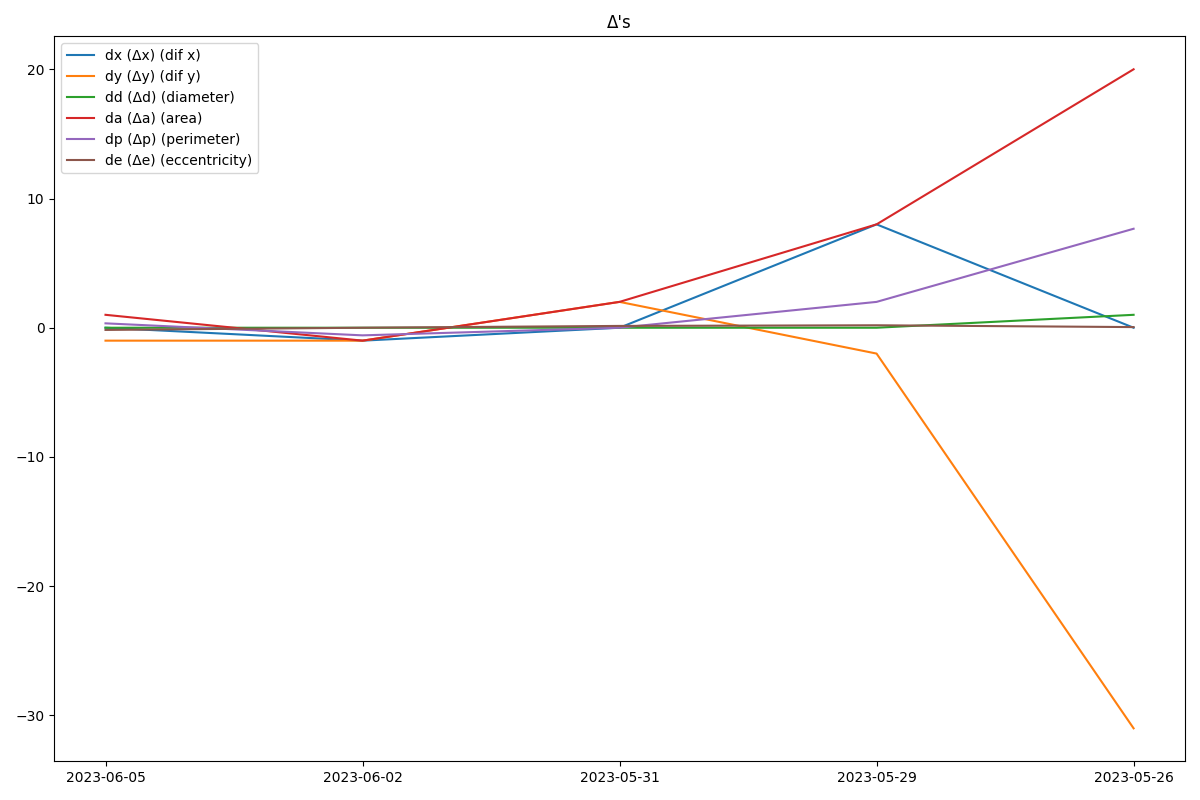 Δ's
dx (Δx) (dif x)
dy (Δy) (dif y)
dd (Δd) (diameter)
da (Δa) (area)
dp (Δp) (perimeter)
de (Δe) (eccentricity)
20
10
0
−10
−20
−30
2023-06-05 2023-06-02 2023-05-31 2023-05-29 2023-05-26